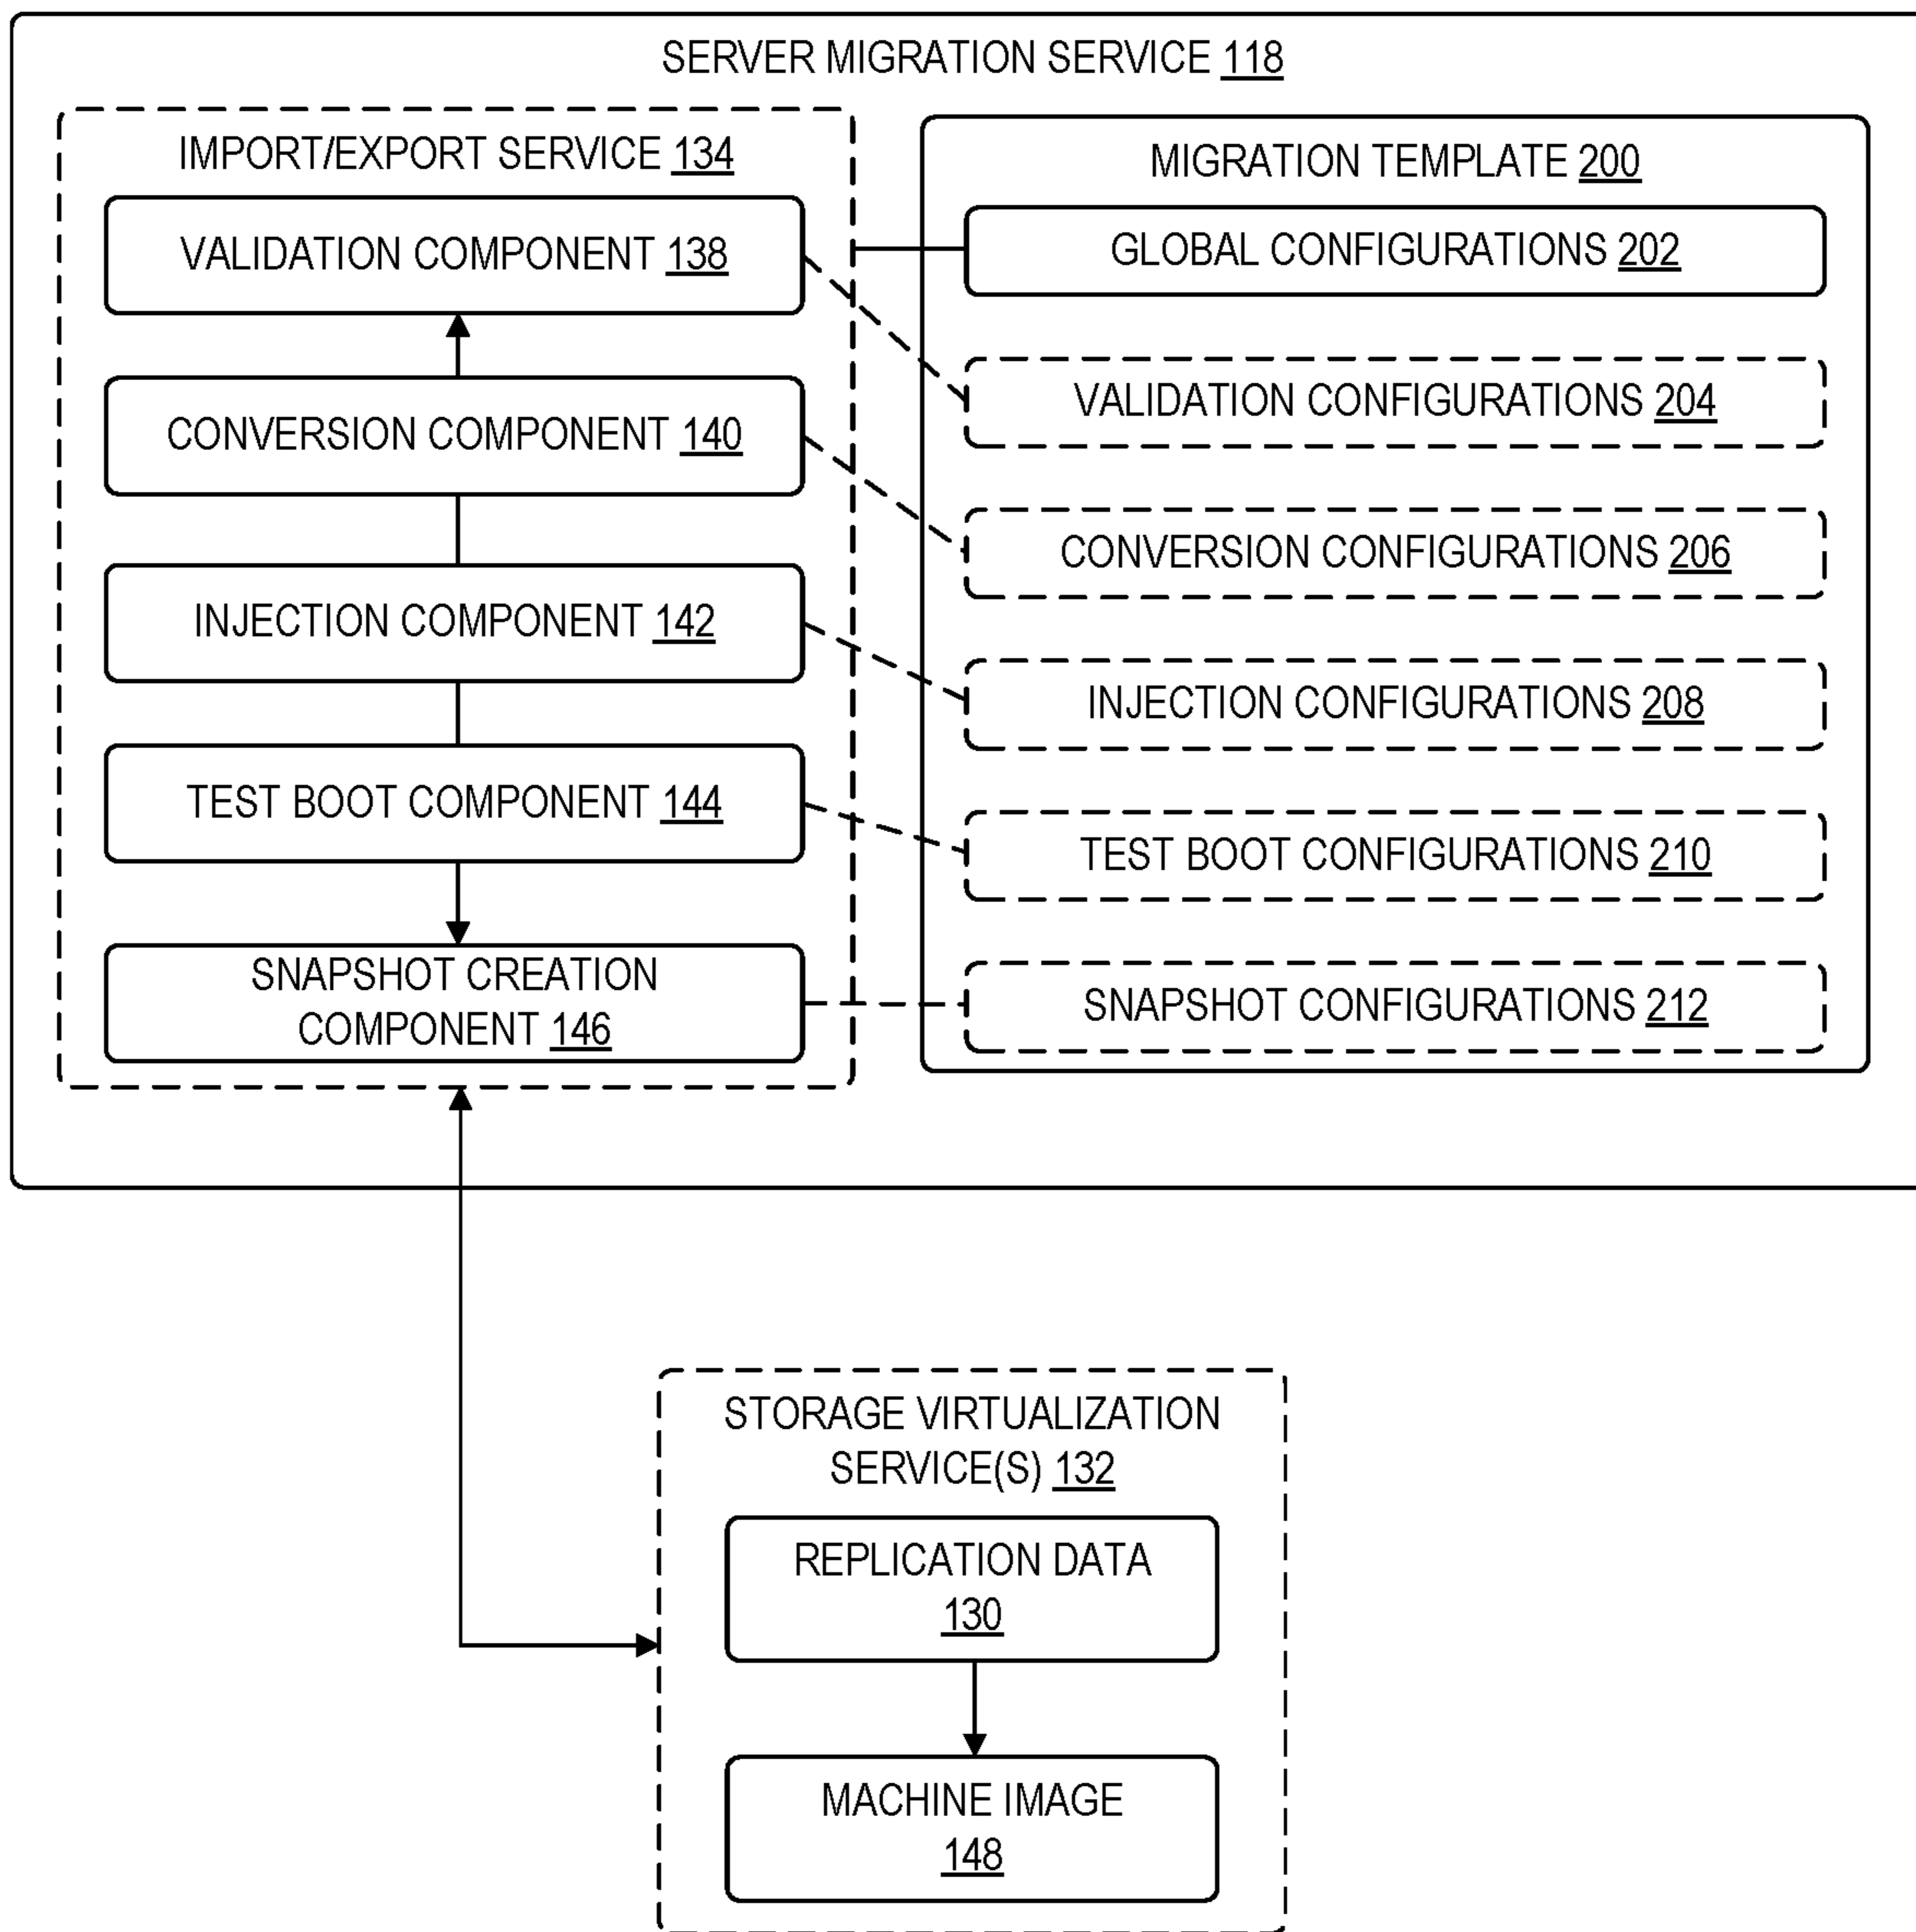 SERVER MIGRATION SERVICE 118
IMPORT/EXPORT SERVICE 134
VALIDATION COMPONENT 138
CONVERSION COMPONENT 140
INJECTION COMPONENT 142
TEST BOOT COMPONENT 144
SNAPSHOT CREATION
COMPONENT 146
MIGRATION TEMPLATE 200
GLOBAL CONFIGURATIONS 202
VALIDATION CONFIGURATIONS 204
CONVERSION CONFIGURATIONS 206
INJECTION CONFIGURATIONS 208
TEST BOOT CONFIGURATIONS 210
SNAPSHOT CONFIGURATIONS 212
STORAGE VIRTUALIZATION
SERVICE(S) 132
REPLICATION DATA
130
MACHINE IMAGE
148